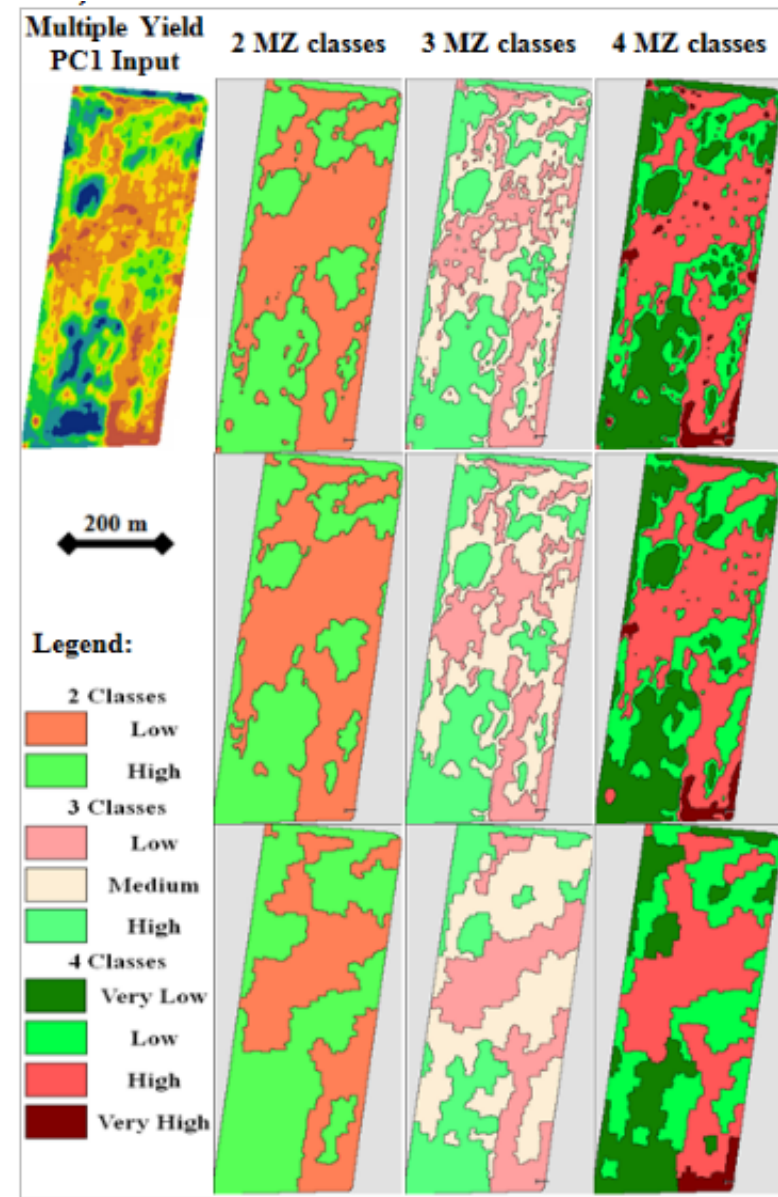 Multiple Yield
PC1 Input
2 MZ classes
3 MZ classes
4 MZ classes
200 m
Legend:
2 Classes
Low
High
3 Classes
Low
Medium
High
4 Classes
Very Low
Low
High
Very High